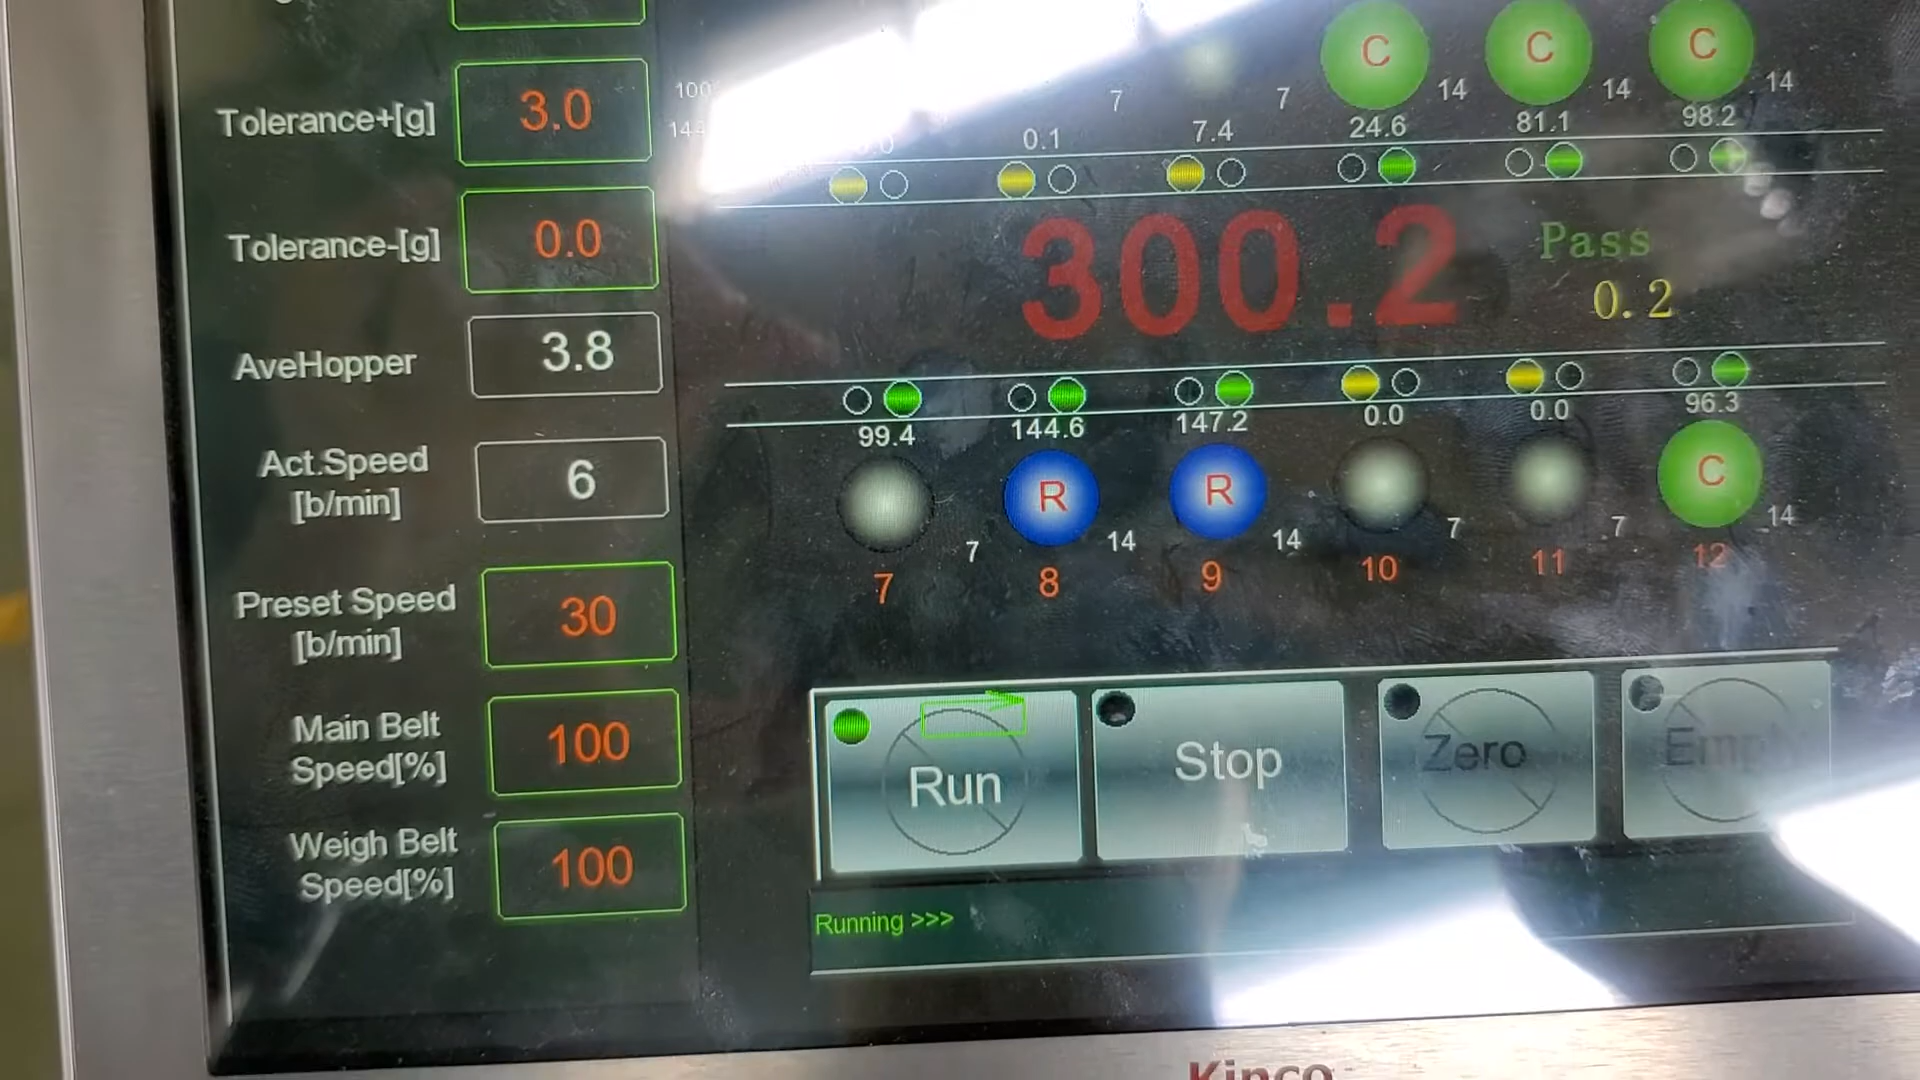 Tolerance+[g] 3.0
Tolerance-[g] 0.0
AveHopper 3.8
Act.Speed
[b/min] 6
Preset Speed
[b/min] 30
Main Belt
Speed[%] 100
Weigh Belt
Speed[%] 100
C C C
7 7 14 14 14
0.1 7.4 24.6 81.1 98.2
300.2
Pass
0.2
99.4 144.6 147.2 0.0 0.0 96.3
R R C
7 14 14 7 7 14
7 8 9 10 11 12
Run Stop Zero
Running >>>
Kinco